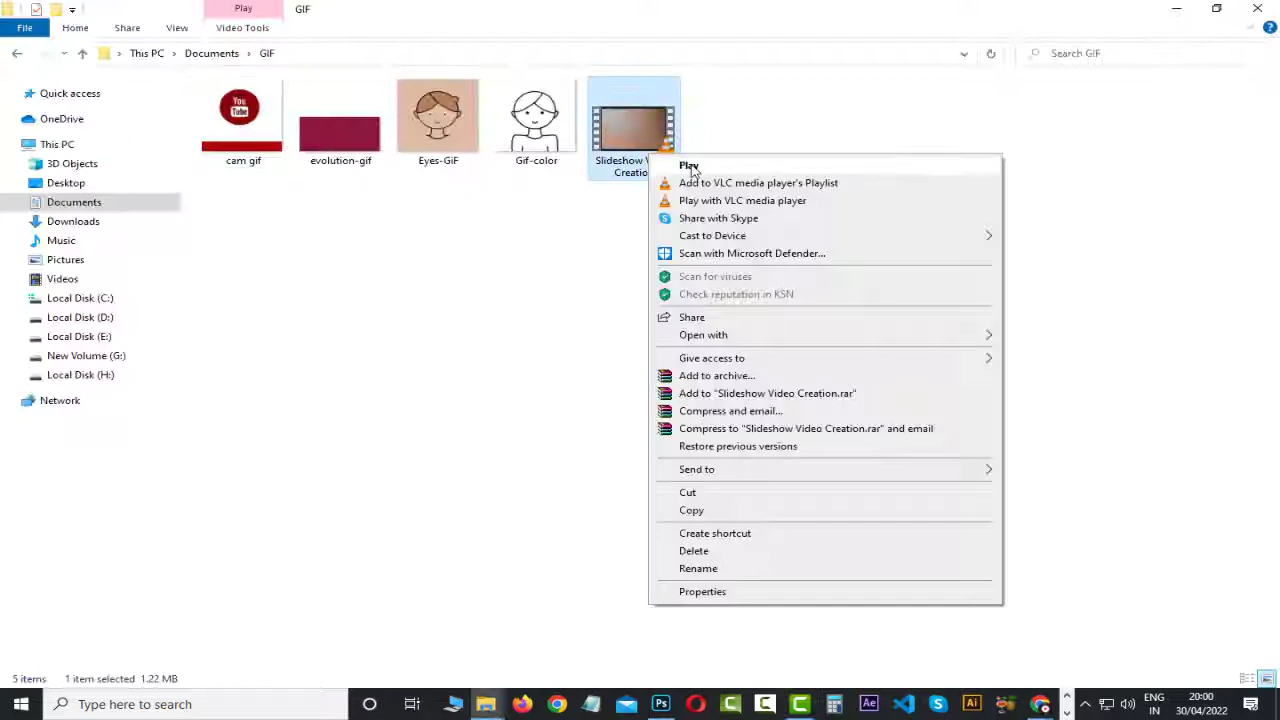 Play
GIF
File
Home
Share
View
Video Tools
This PC
Documents
GIF
Search GIF
Quick access
OneDrive
This PC
3D Objects
Desktop
Documents
Downloads
Music
Pictures
Videos
Local Disk (C:)
Local Disk (D:)
Local Disk (E:)
New Volume (G:)
Local Disk (H:)
Network
You
Tube
cam gif
evolution-gif
Eyes-GiF
Gif-color
Slideshow
Creatio
Play
Add to VLC media player's Playlist
Play with VLC media player
Share with Skype
Cast to Device
Scan with Microsoft Defender...
Scan for viruses
Check reputation in KSN
Share
Open with
Give access to
Add to archive...
Add to "Slideshow Video Creation.rar"
Compress and email...
Compress to "Slideshow Video Creation.rar" and email
Restore previous versions
Send to
Cut
Copy
Create shortcut
Delete
Rename
Properties
5 items
1 item selected 1.22 MB
Type here to search
Ps
Ae
Ai
ENG
IN
20:00
30/04/2022